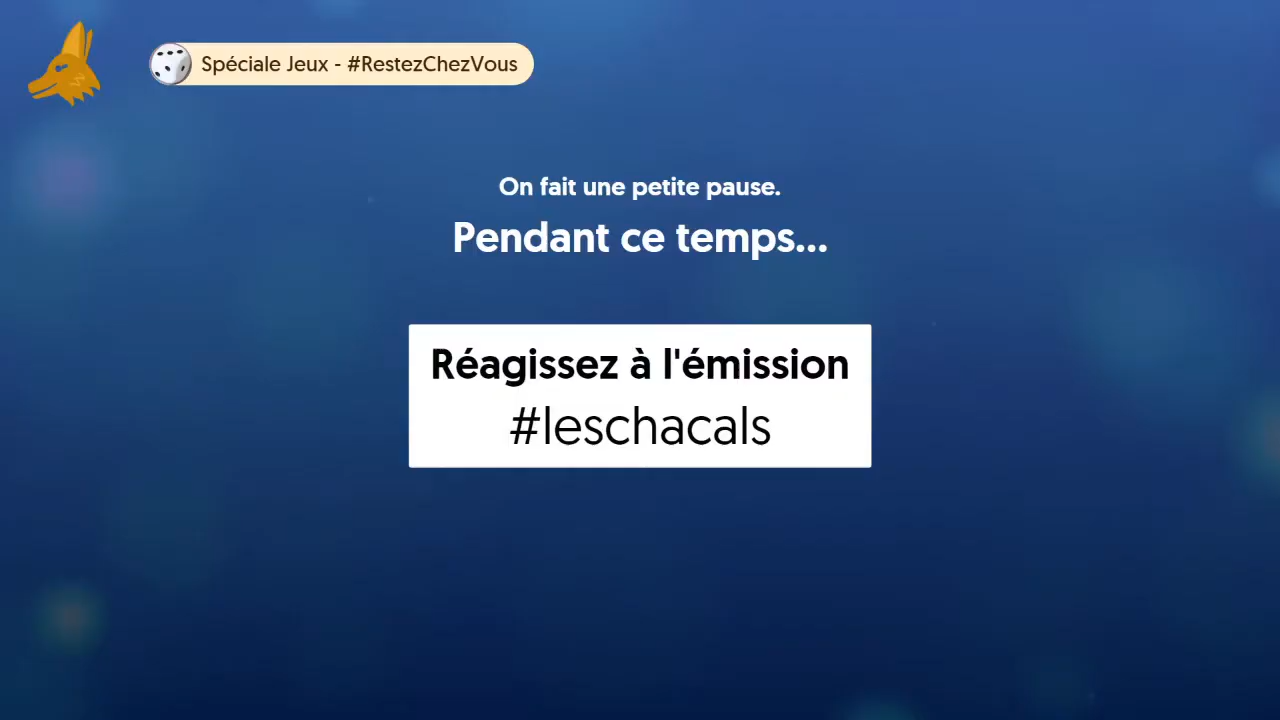 Spéciale Jeux - #RestezChezVous
On fait une petite pause.
Pendant ce temps...
Réagissez à l'émission
#leschacals